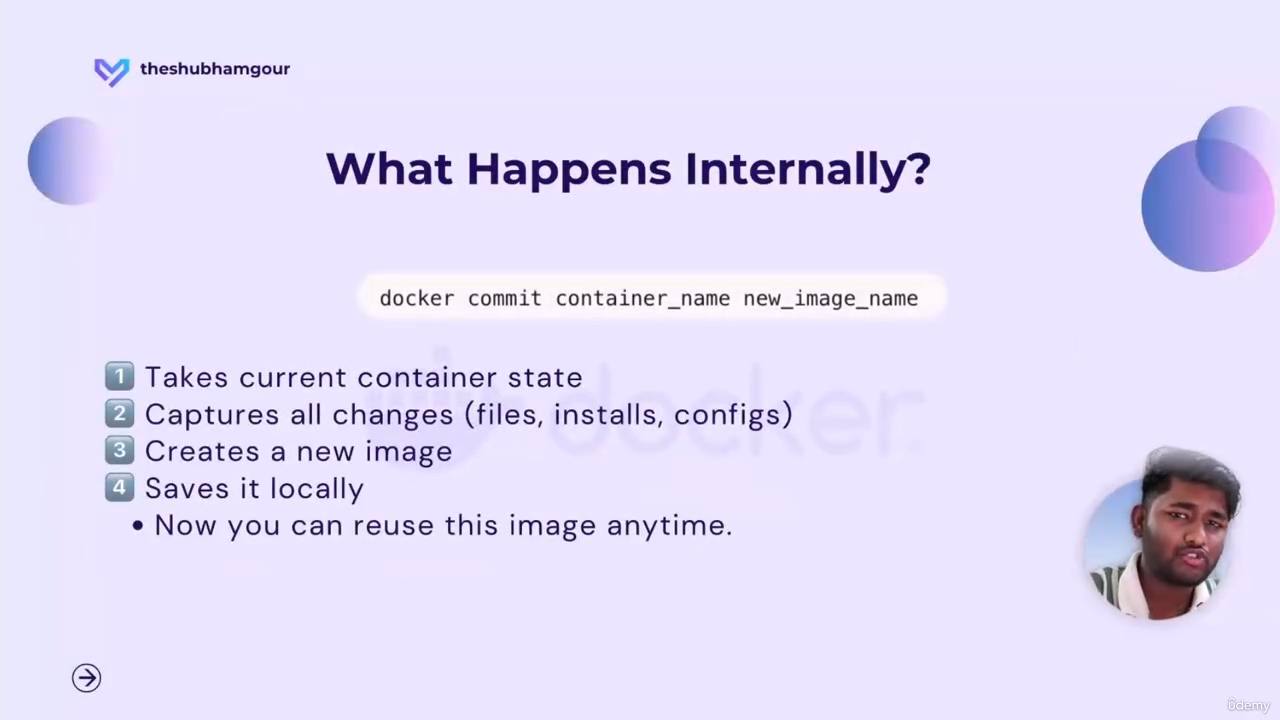 theshubhamgour
What Happens Internally?
docker commit container_name new_image_name
1 Takes current container state
2 Captures all changes (files, installs, configs)
3 Creates a new image
4 Saves it locally
• Now you can reuse this image anytime.
docker
Udemy